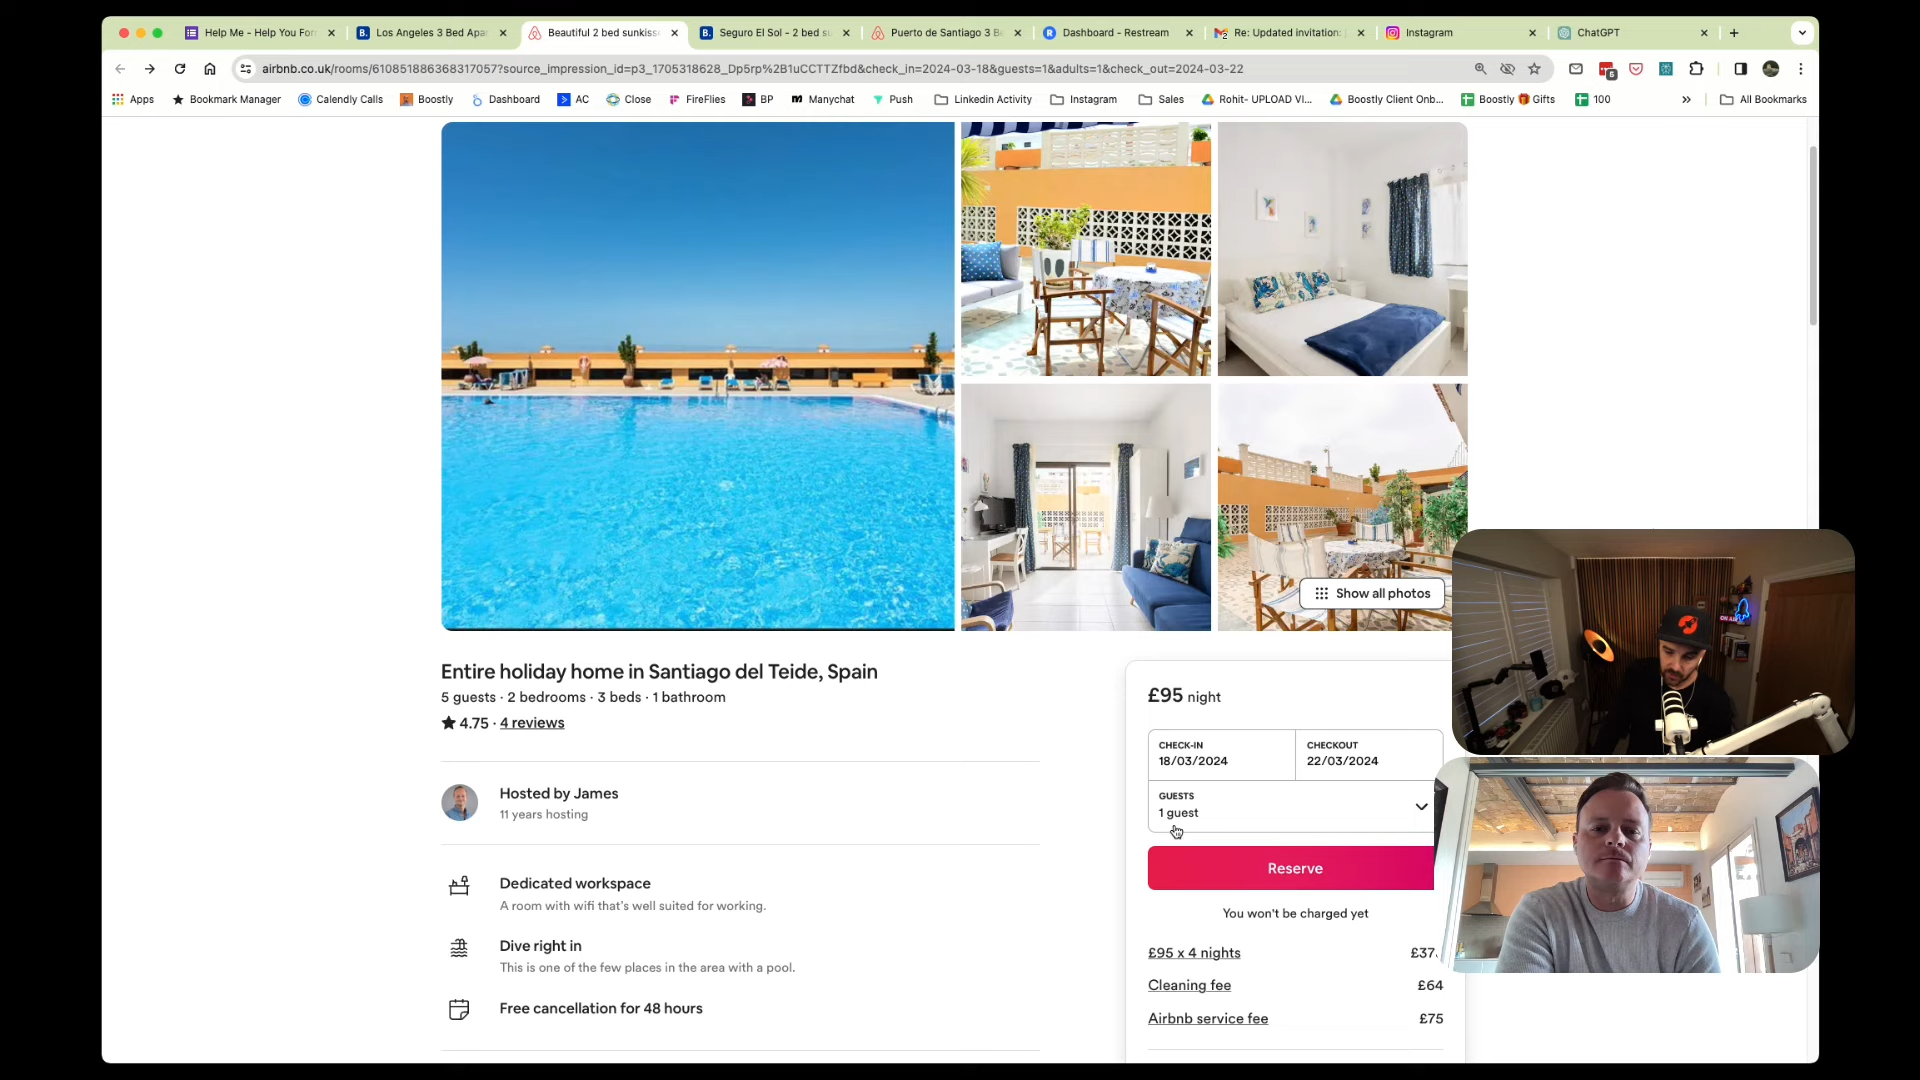 Help Me - Help You For
Los Angeles 3 Bed Apa
Beautiful 2 bed sunkiss
Seguro El Sol - 2 bed s
Puerto de Santiago 3 B
Dashboard - Restream
Re: Updated invitation:
Instagram
ChatGPT
airbnb.co.uk/rooms/610851886368317057?source_impression_id=p3_1705318628_Dp5rp%2B1uCCTTZfbd&check_in=2024-03-18&guests=1&adults=1&check_out=2024-03-22
Apps
Bookmark Manager
Calendly Calls
Boostly
Dashboard
AC
Close
FireFlies
BP
Manychat
Push
Linkedin Activity
Instagram
Sales
Rohit- UPLOAD VI...
Boostly Client Onb...
Boostly 🎁 Gifts
100
»
All Bookmarks
Show all photos
ON AIR
Entire holiday home in Santiago del Teide, Spain
5 guests · 2 bedrooms · 3 beds · 1 bathroom
★ 4.75 · 4 reviews
Hosted by James
11 years hosting
Dedicated workspace
A room with wifi that's well suited for working.
Dive right in
This is one of the few places in the area with a pool.
Free cancellation for 48 hours
£95 night
CHECK-IN
18/03/2024
CHECKOUT
22/03/2024
GUESTS
1 guest
Reserve
You won't be charged yet
£95 x 4 nights
Cleaning fee £64
Airbnb service fee £75